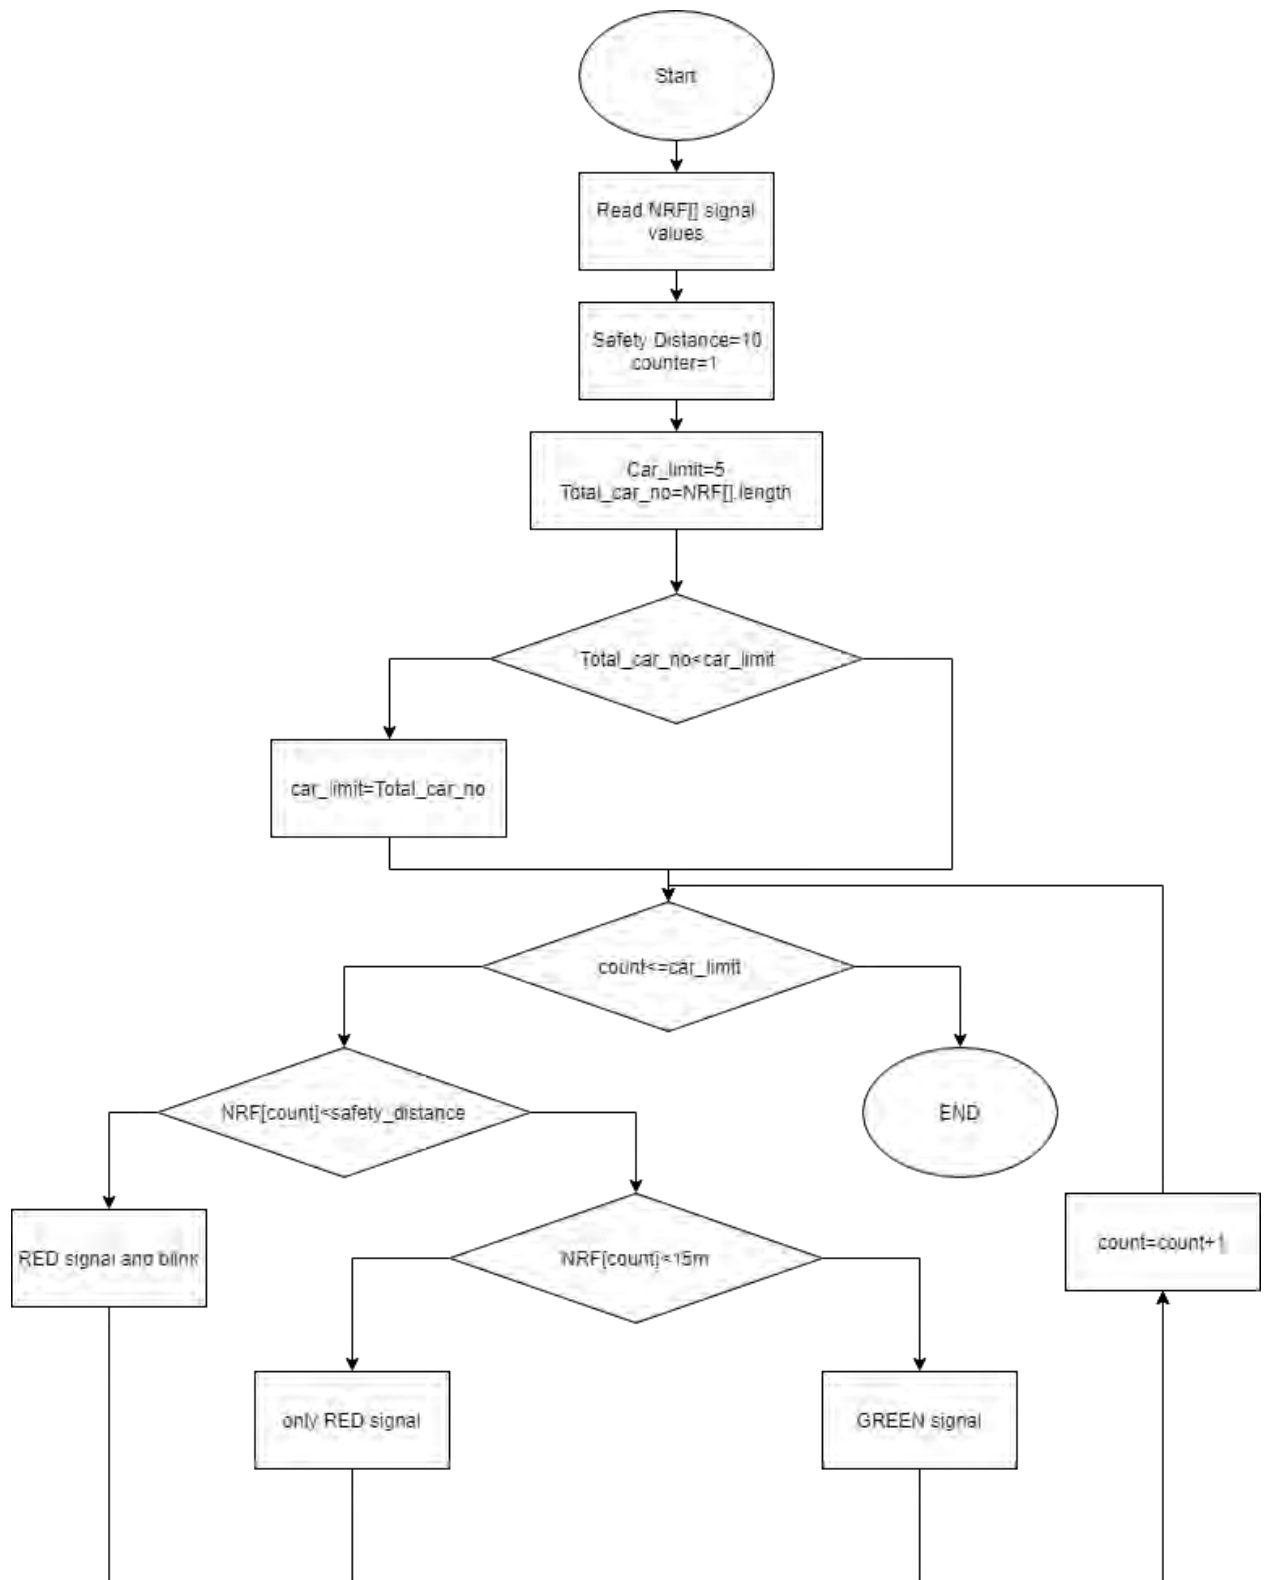 Start
Read NRF[] signal
values
Safety Distance=10
counter=1
Car_limit=5
Total_car_no=NRF[].length
Total_car_no<car_limit
car_limit=Total_car_no
count<=car_limit
NRF[count]<safety_distance
END
RED signal and blink
NRF[count]<15m
count=count+1
only RED signal
GREEN signal